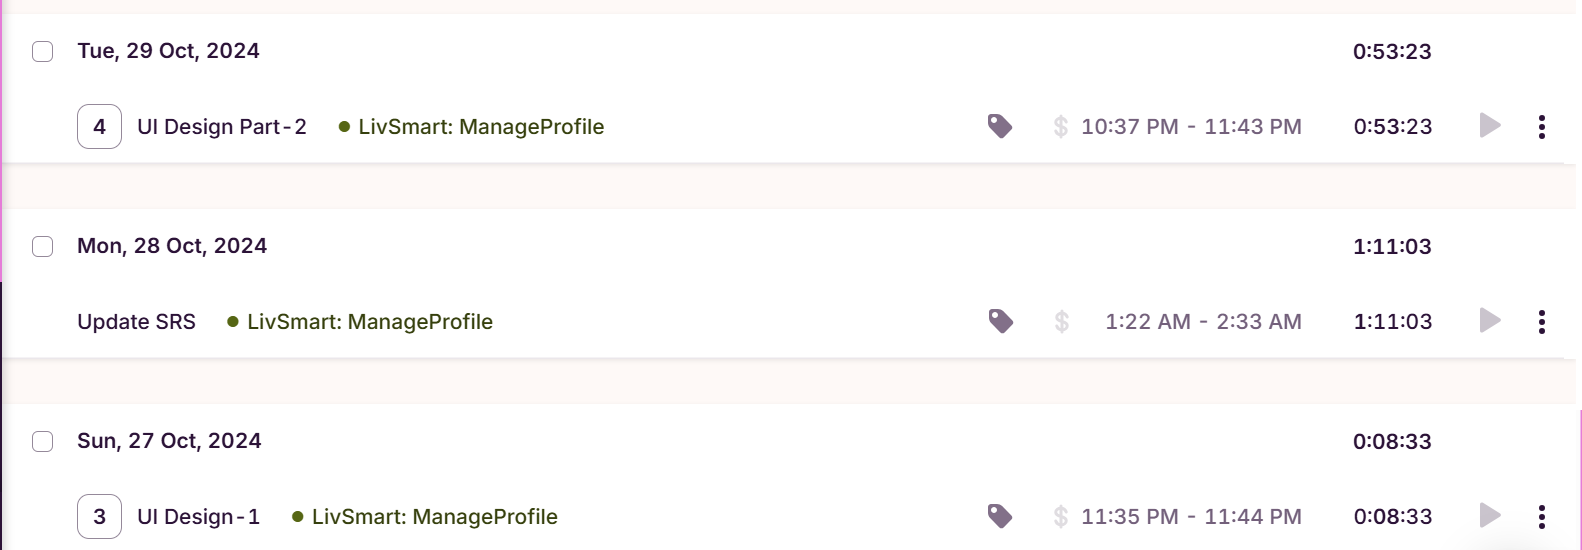 Tue, 29 Oct, 2024 0:53:23
4 UI Design Part-2 LivSmart: ManageProfile $ 10:37 PM - 11:43 PM 0:53:23
Mon, 28 Oct, 2024 1:11:03
Update SRS LivSmart: ManageProfile $ 1:22 AM - 2:33 AM 1:11:03
Sun, 27 Oct, 2024 0:08:33
3 UI Design-1 LivSmart: ManageProfile $ 11:35 PM - 11:44 PM 0:08:33